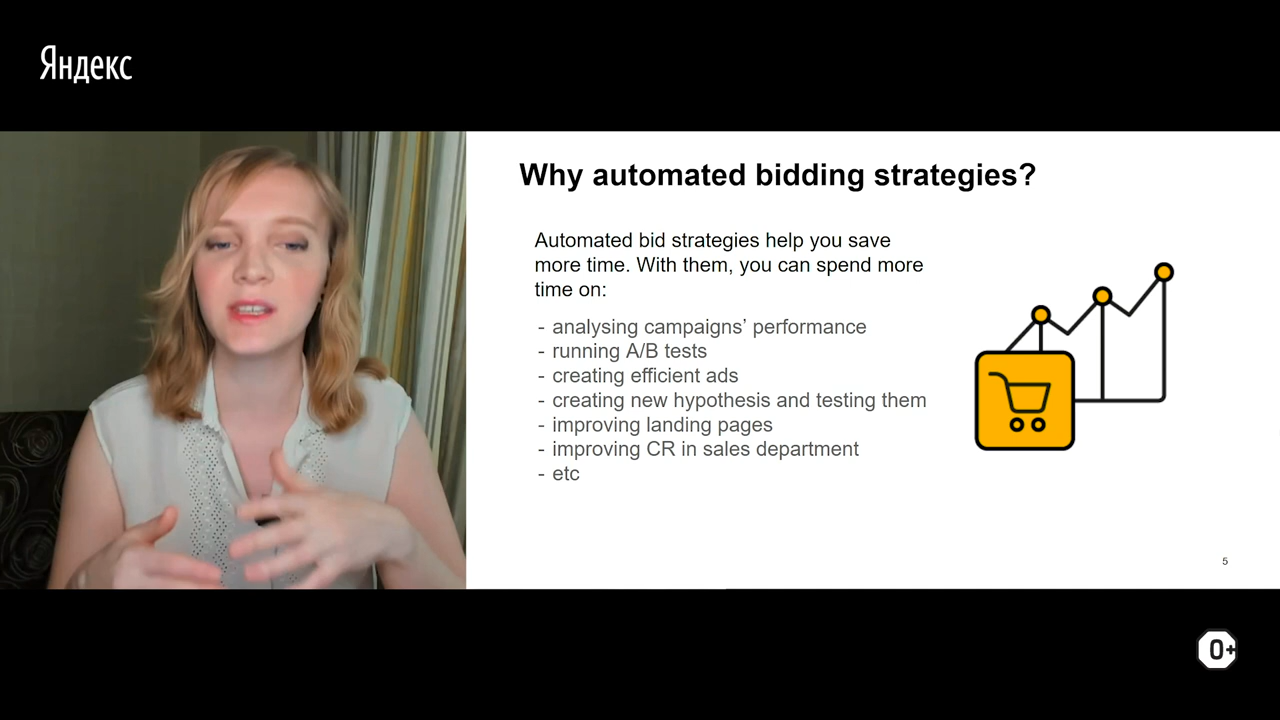 Яндекс
Why automated bidding strategies?
Automated bid strategies help you save
more time. With them, you can spend more
time on:
- analysing campaigns’ performance
- running A/B tests
- creating efficient ads
- creating new hypothesis and testing them
- improving landing pages
- improving CR in sales department
- etc
5
0+